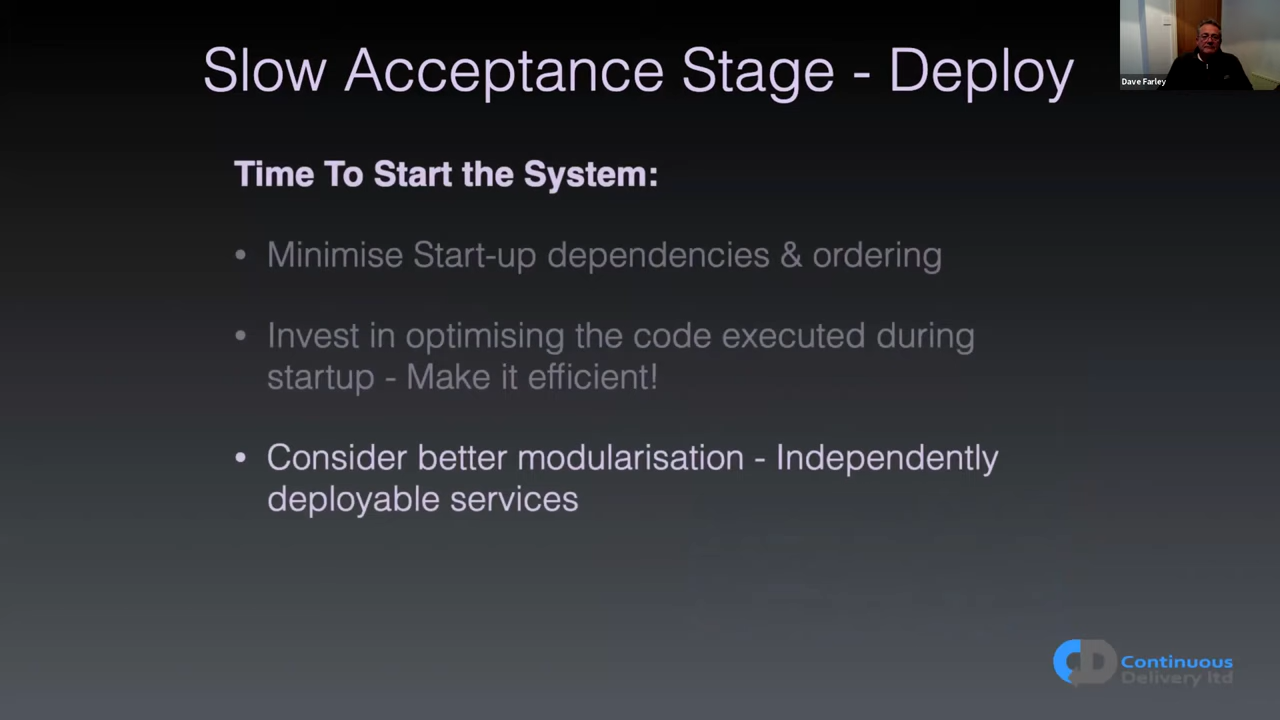 Slow Acceptance Stage - Deploy
Dave Farley
Time To Start the System:
• Minimise Start-up dependencies & ordering
• Invest in optimising the code executed during
startup - Make it efficient!
• Consider better modularisation - Independently
deployable services
CD Continuous
Delivery ltd